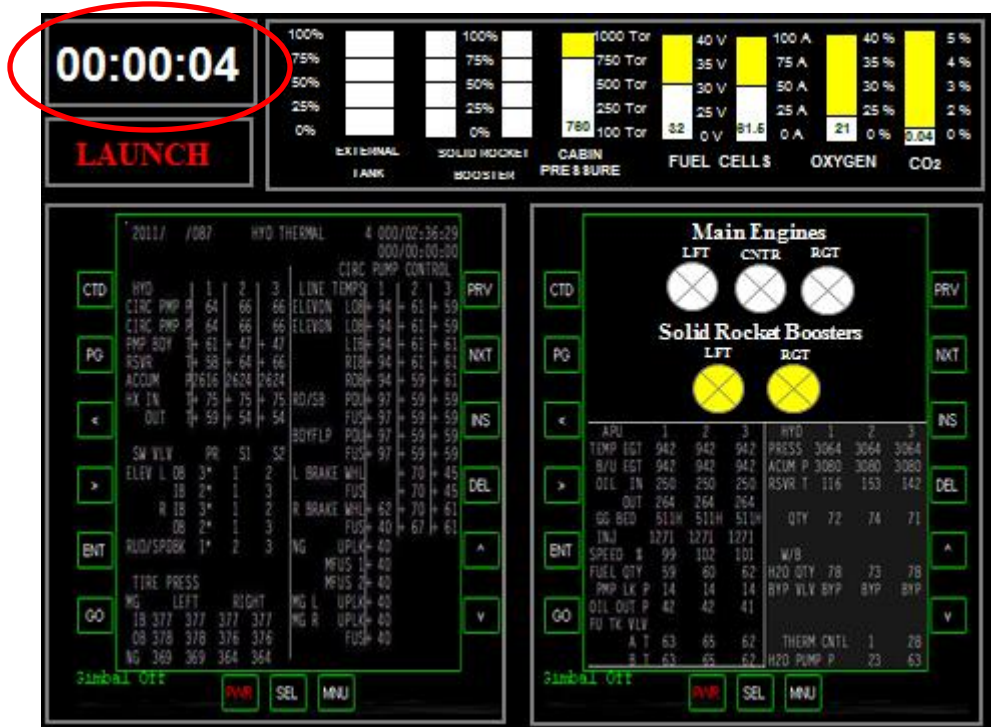 00:00:04
LAUNCH
100% 100% 1000 Tor 40 V 100 A 40 % 5 %
75% 75% 750 Tor 35 V 75 A 35 % 4 %
50% 50% 500 Tor 30 V 50 A 30 % 3 %
25% 25% 250 Tor 25 V 25 A 25 % 2 %
0% 0% 760 100 Tor 32 0 V 61.5 0 A 21 0 % 0.04 0 %
EXTERNAL TANK
SOLID ROCKET BOOSTER
CABIN PRESSURE
FUEL CELLS
OXYGEN
CO2
2011/ /087 HYD THERMAL 4 000/02:36:29
000/00:00:00
CIRC PUMP CONTROL
HYD 1 2 3 LINE TEMPS 1 2 3
CIRC PMP P 64 66 66 ELEVON LOB+ 94 + 61 + 59
CIRC PMP P 64 66 66 ELEVON LOB+ 94 + 61 + 59
PMP BDY T+ 61 + 47 + 47 LIB+ 94 + 61 + 61
RSVR T+ 58 + 64 + 66 RIB+ 94 + 61 + 61
ACCUM P2616 2624 2624 ROB+ 94 + 59 + 61
HX IN T+ 75 + 75 + 75 RD/SB PDU+ 97 + 59 + 61
OUT T+ 59 + 54 + 54 FUS+ 97 + 59 + 61
BDYFLP PDU+ 97 + 59 + 59
SW VLV PR S1 S2 FUS+ 97 + 59 + 59
ELEV L OB 3* 1 2 L BRAKE WHL + 70 + 45
IB 2* 1 3 FUS + 70 + 45
R IB 3* 1 2 R BRAKE WHL+ 62 + 70 + 61
OB 2* 1 3 FUS+ 40 + 67 + 61
RUD/SPDBK 1* 2 3 NG UPLK+ 40
MFUS 1+ 40
TIRE PRESS MFUS 2+ 40
MG LEFT RIGHT MG L UPLK+ 40
IB 377 377 377 377 MG R UPLK+ 40
OB 378 378 376 376 FUS+ 40
NG 369 369 364 364
Gimbal Off
CTD
PG
<
>
ENT
GO
PRV
NXT
INS
DEL
^
v
PWR SEL MNU
Main Engines
LFT CNTR RGT
Solid Rocket Boosters
LFT RGT
APU 1 2 3 HYD 1 2 3
TEMP EGT 942 942 942 PRESS 3064 3064 3064
B/U EGT 942 942 942 ACUM P 3080 3080 3080
OIL IN 250 250 250 RSVR T 116 153 142
OUT 264 264 264
GG BED 511H 511H 511H QTY 72 74 71
INJ 1271 1271 1271
SPEED % 99 102 101 W/B
FUEL QTY 59 60 62 H2O QTY 78 73 78
PMP LK P 14 14 14 BYP VLV BYP BYP BYP
OIL OUT P 42 42 41
FU TK VLV
A T 63 65 62 THERM CNTL 1 28
B T 63 65 62 H2O PUMP P 23 63
Gimbal Off
CTD
PG
<
>
ENT
GO
PRV
NXT
INS
DEL
^
v
PWR SEL MNU